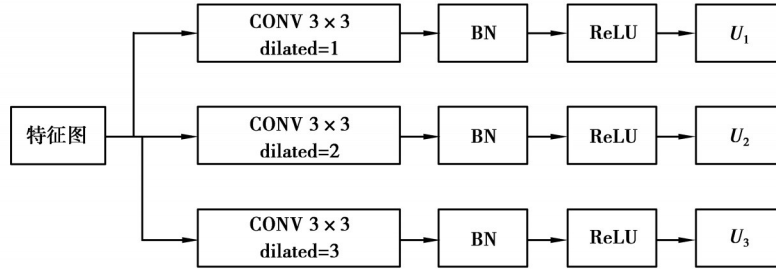 CONV 3×3
dilated=1
BN
ReLU
U₁
特征图
CONV 3×3
dilated=2
BN
ReLU
U₂
CONV 3×3
dilated=3
BN
ReLU
U₃